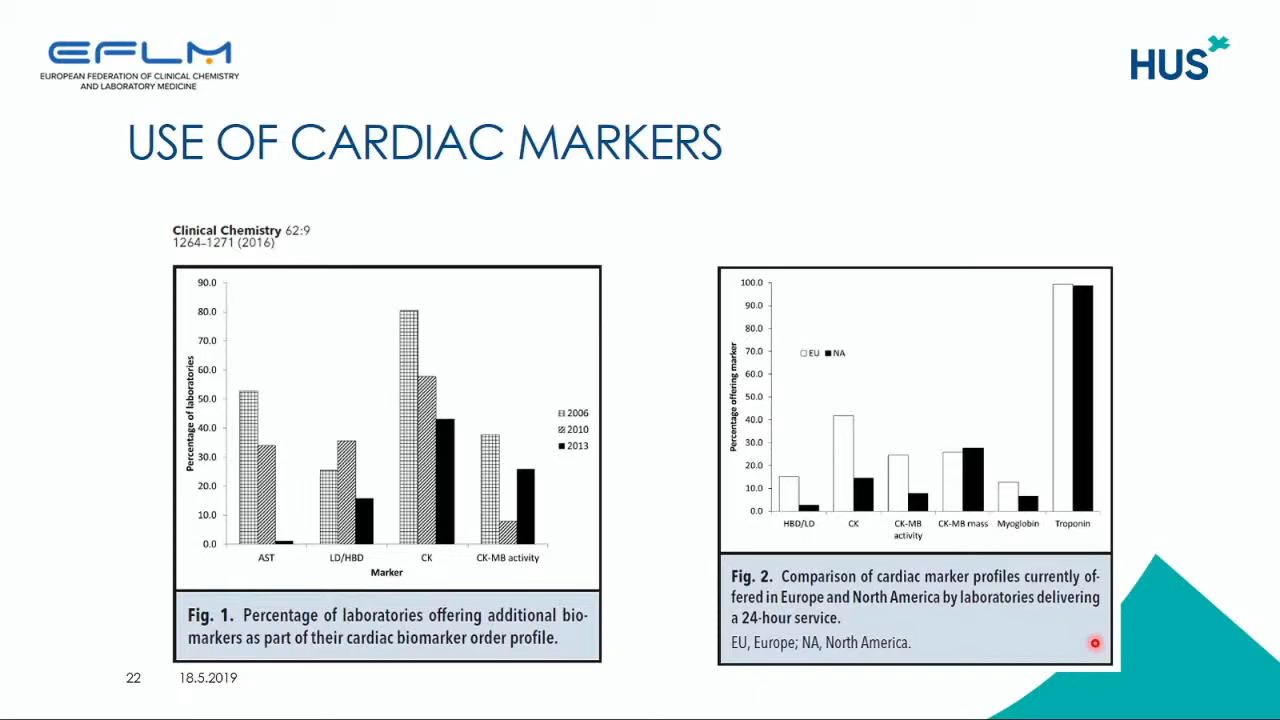 EFLM
EUROPEAN FEDERATION OF CLINICAL CHEMISTRY
AND LABORATORY MEDICINE
HUS
USE OF CARDIAC MARKERS
Clinical Chemistry 62:9
1264–1271 (2016)
90.0
80.0
70.0
60.0
50.0
40.0
30.0
20.0
10.0
0.0
Percentage of laboratories
2006
2010
2013
AST LD/HBD CK CK-MB activity
Marker
Fig. 1. Percentage of laboratories offering additional bio-
markers as part of their cardiac biomarker order profile.
100.0
90.0
80.0
70.0
60.0
50.0
40.0
30.0
20.0
10.0
0.0
Percentage offering marker
EU NA
HBD/LD CK CK-MB CK-MB mass Myoglobin Troponin
activity
Fig. 2. Comparison of cardiac marker profiles currently of-
fered in Europe and North America by laboratories delivering
a 24-hour service.
EU, Europe; NA, North America.
22 18.5.2019